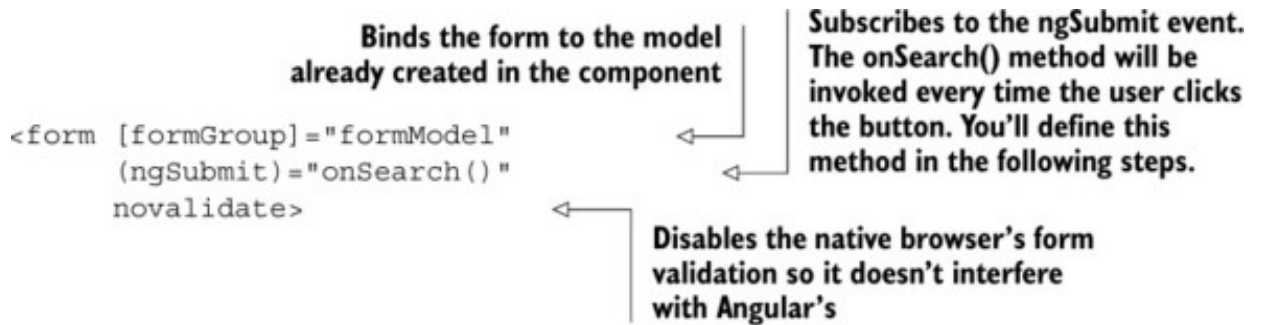 Binds the form to the model
already created in the component
Subscribes to the ngSubmit event.
The onSearch() method will be
invoked every time the user clicks
the button. You'll define this
method in the following steps.
<form [formGroup]="formModel"
(ngSubmit)="onSearch()"
novalidate>
Disables the native browser's form
validation so it doesn't interfere
with Angular's